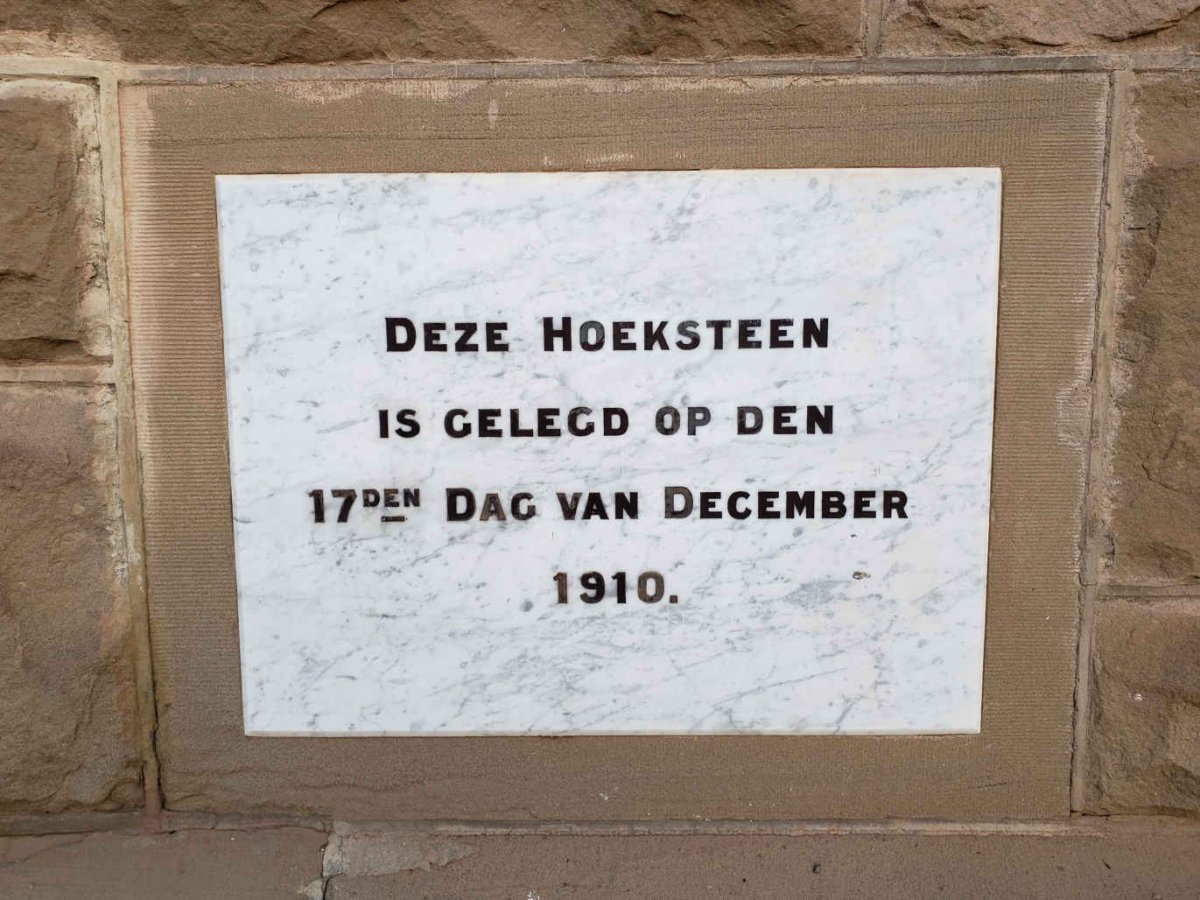 Deze Hoeksteen
is gelegd op den
17den Dag van December
1910.